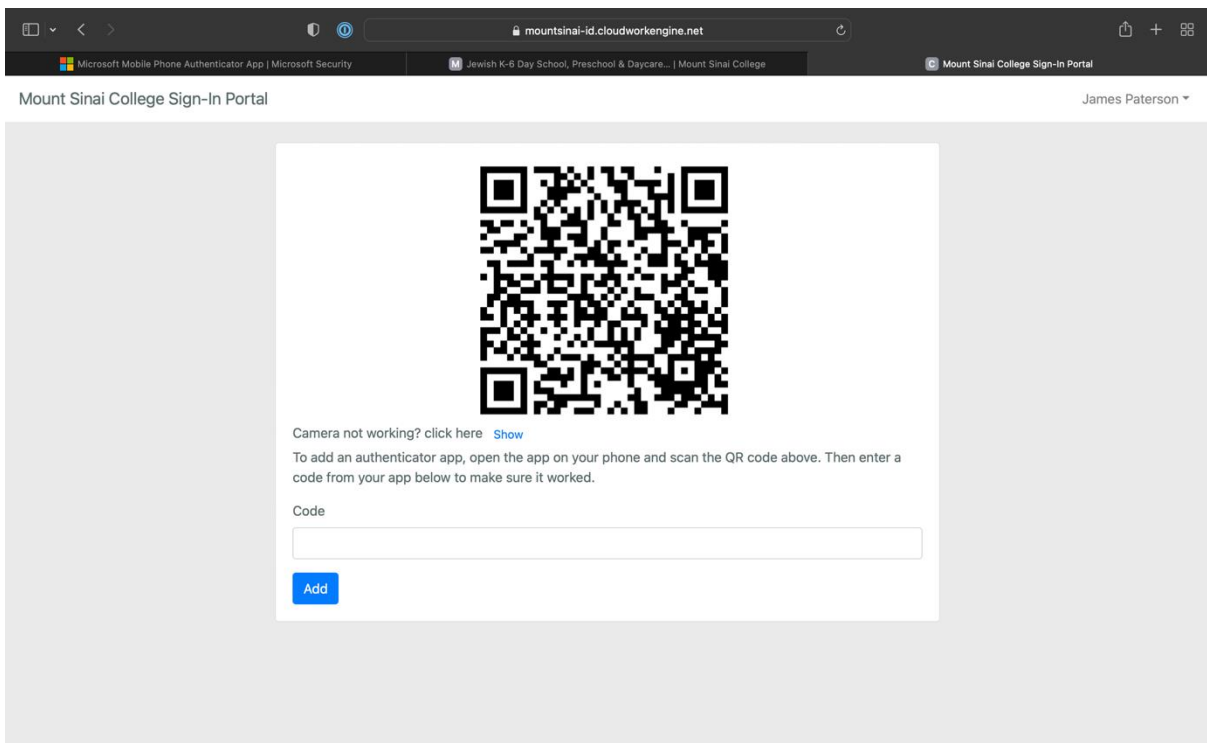 mountsinai-id.cloudworkengine.net
Microsoft Mobile Phone Authenticator App | Microsoft Security
M Jewish K-6 Day School, Preschool & Daycare... | Mount Sinai College
C Mount Sinai College Sign-In Portal
Mount Sinai College Sign-In Portal
James Paterson
Camera not working? click here Show
To add an authenticator app, open the app on your phone and scan the QR code above. Then enter a
code from your app below to make sure it worked.
Code
Add